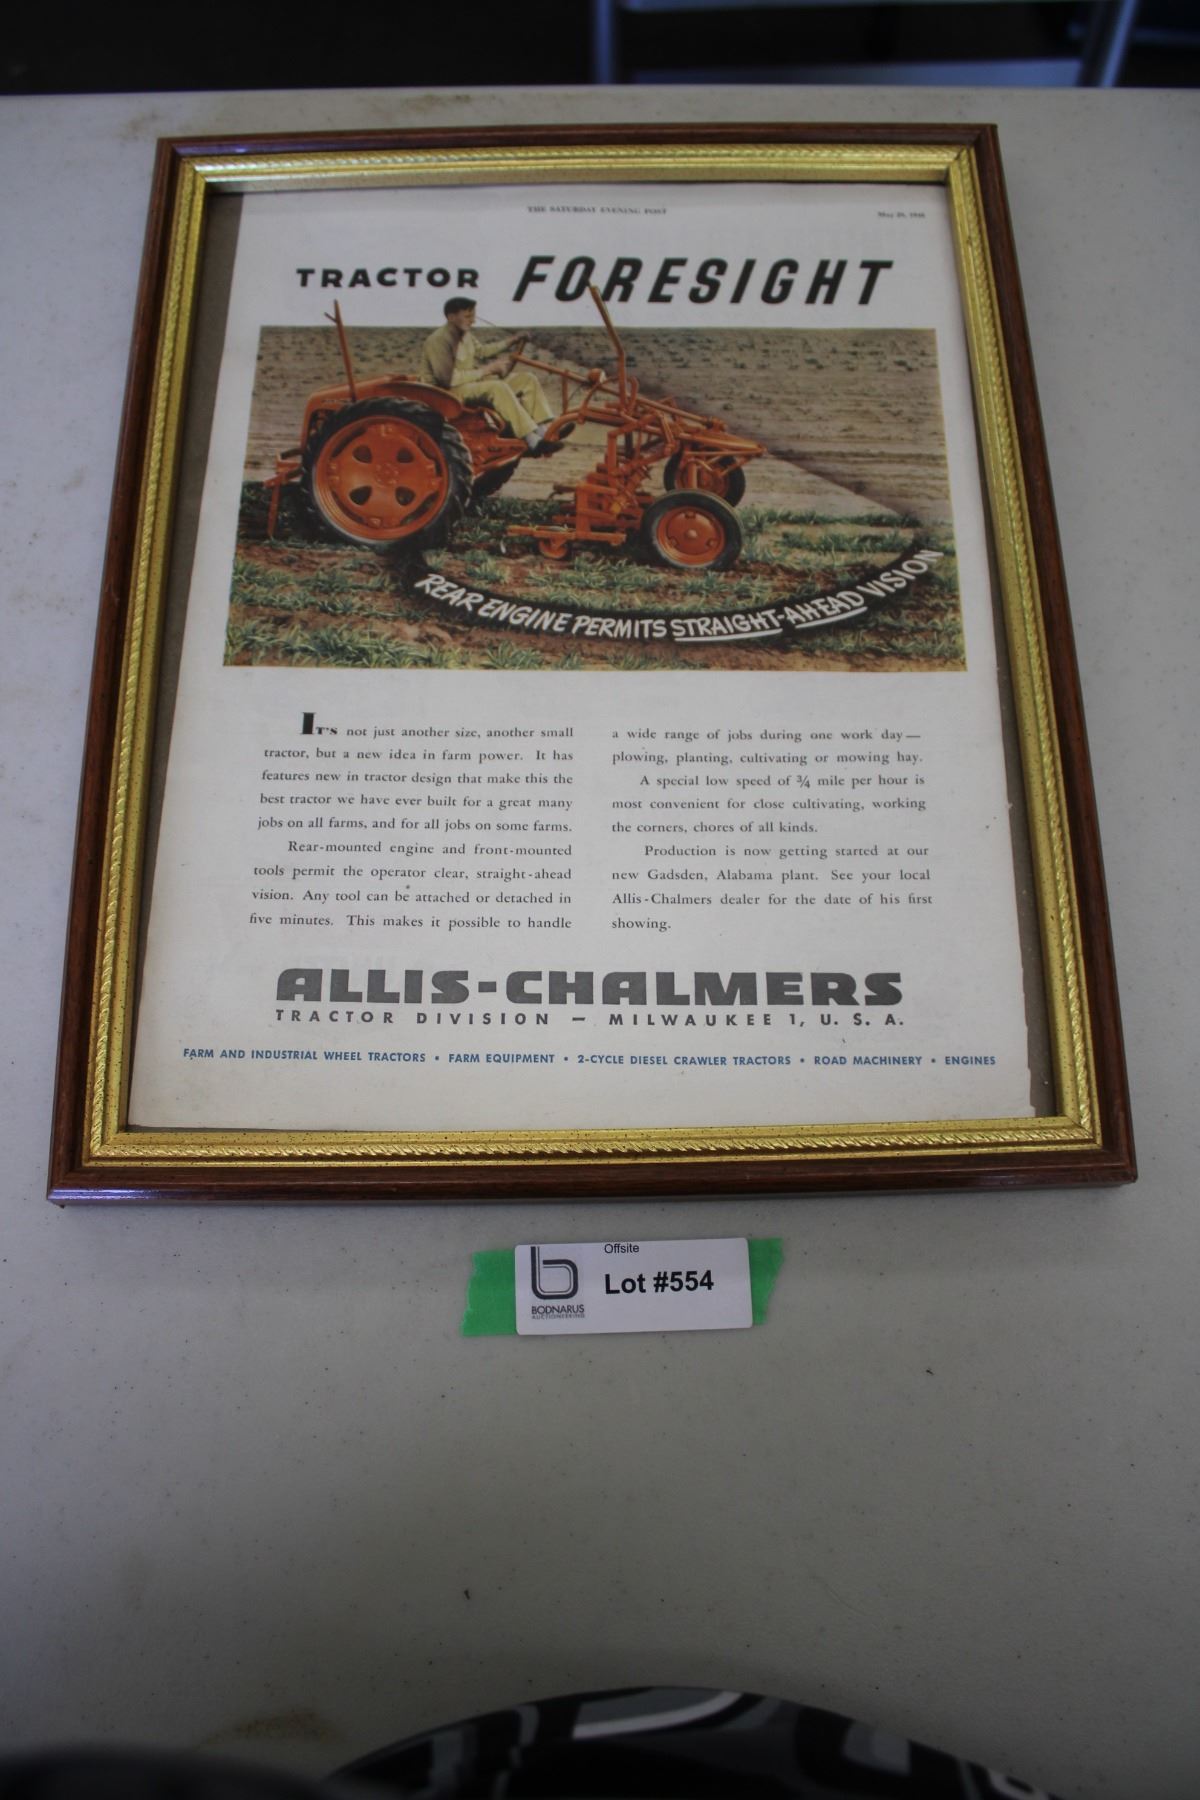 THE SATURDAY EVENING POST
TRACTOR FORESIGHT
REAR ENGINE PERMITS STRAIGHT-AHEAD VISION
IT'S not just another size, another small
tractor, but a new idea in farm power. It has
features new in tractor design that make this the
best tractor we have ever built for a great many
jobs on all farms, and for all jobs on some farms.
Rear-mounted engine and front-mounted
tools permit the operator clear, straight-ahead
vision. Any tool can be attached or detached in
five minutes. This makes it possible to handle
a wide range of jobs during one work day—
plowing, planting, cultivating or mowing hay.
A special low speed of ¾ mile per hour is
most convenient for close cultivating, working
the corners, chores of all kinds.
Production is now getting started at our
new Gadsden, Alabama plant. See your local
Allis-Chalmers dealer for the date of his first
showing.
ALLIS-CHALMERS
TRACTOR DIVISION — MILWAUKEE 1, U. S. A.
FARM AND INDUSTRIAL WHEEL TRACTORS • FARM EQUIPMENT • 2-CYCLE DIESEL CRAWLER TRACTORS • ROAD MACHINERY • ENGINES
Offsite
Lot #554
BODNARUS
AUCTIONEERING